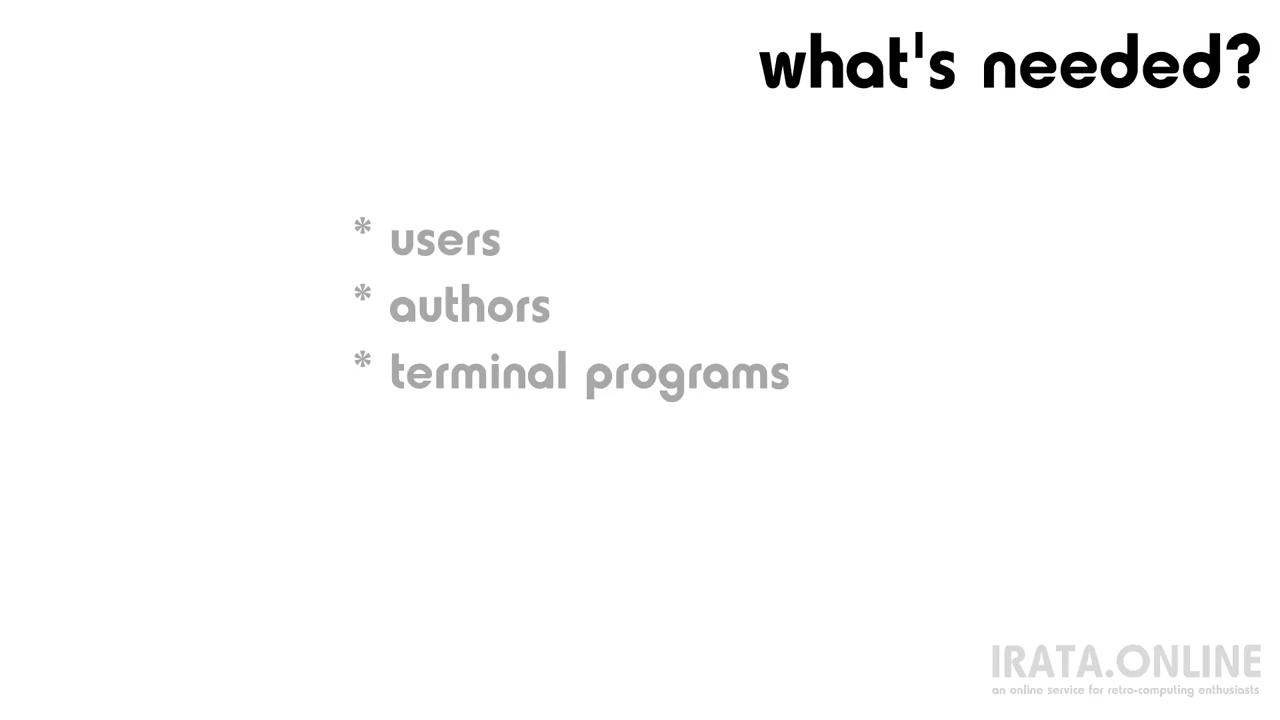 what's needed?
* users
* authors
* terminal programs
IRATA.ONLINE
an online service for retro-computing enthusiasts